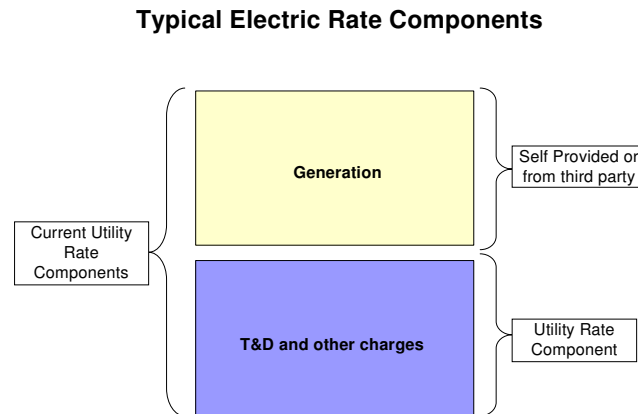 Typical Electric Rate Components
Generation
Self Provided or
from third party
Current Utility
Rate
Components
T&D and other charges
Utility Rate
Component